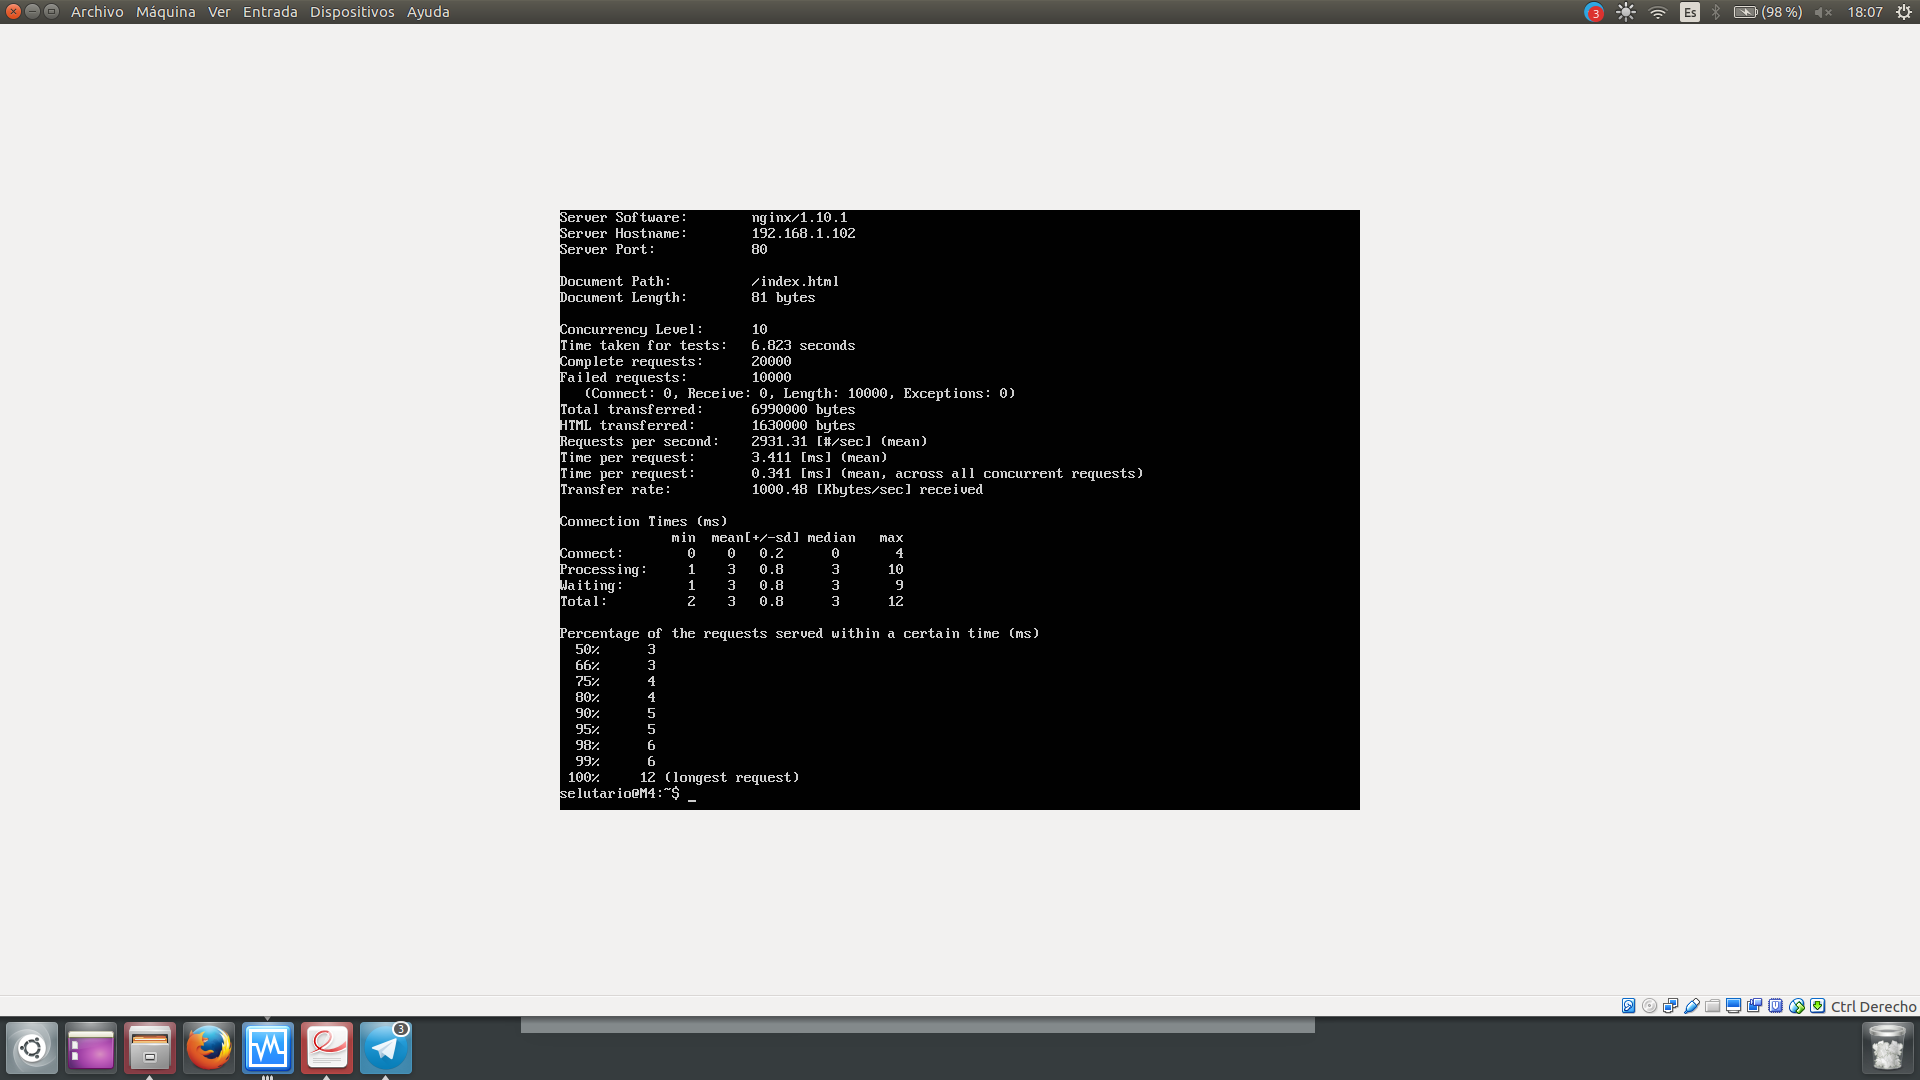 Archivo Máquina Ver Entrada Dispositivos Ayuda
3 Es (98 %) 18:07
Server Software: nginx/1.10.1
Server Hostname: 192.168.1.102
Server Port: 80
Document Path: /index.html
Document Length: 81 bytes
Concurrency Level: 10
Time taken for tests: 6.823 seconds
Complete requests: 20000
Failed requests: 10000
(Connect: 0, Receive: 0, Length: 10000, Exceptions: 0)
Total transferred: 6990000 bytes
HTML transferred: 1630000 bytes
Requests per second: 2931.31 [#/sec] (mean)
Time per request: 3.411 [ms] (mean)
Time per request: 0.341 [ms] (mean, across all concurrent requests)
Transfer rate: 1000.48 [Kbytes/sec] received
Connection Times (ms)
min mean[+/-sd] median max
Connect: 0 0 0.2 0 4
Processing: 1 3 0.8 3 10
Waiting: 1 3 0.8 3 9
Total: 2 3 0.8 3 12
Percentage of the requests served within a certain time (ms)
50% 3
66% 3
75% 4
80% 4
90% 5
95% 5
98% 6
99% 6
100% 12 (longest request)
selutario@M4:~$ _
Ctrl Derecho
3